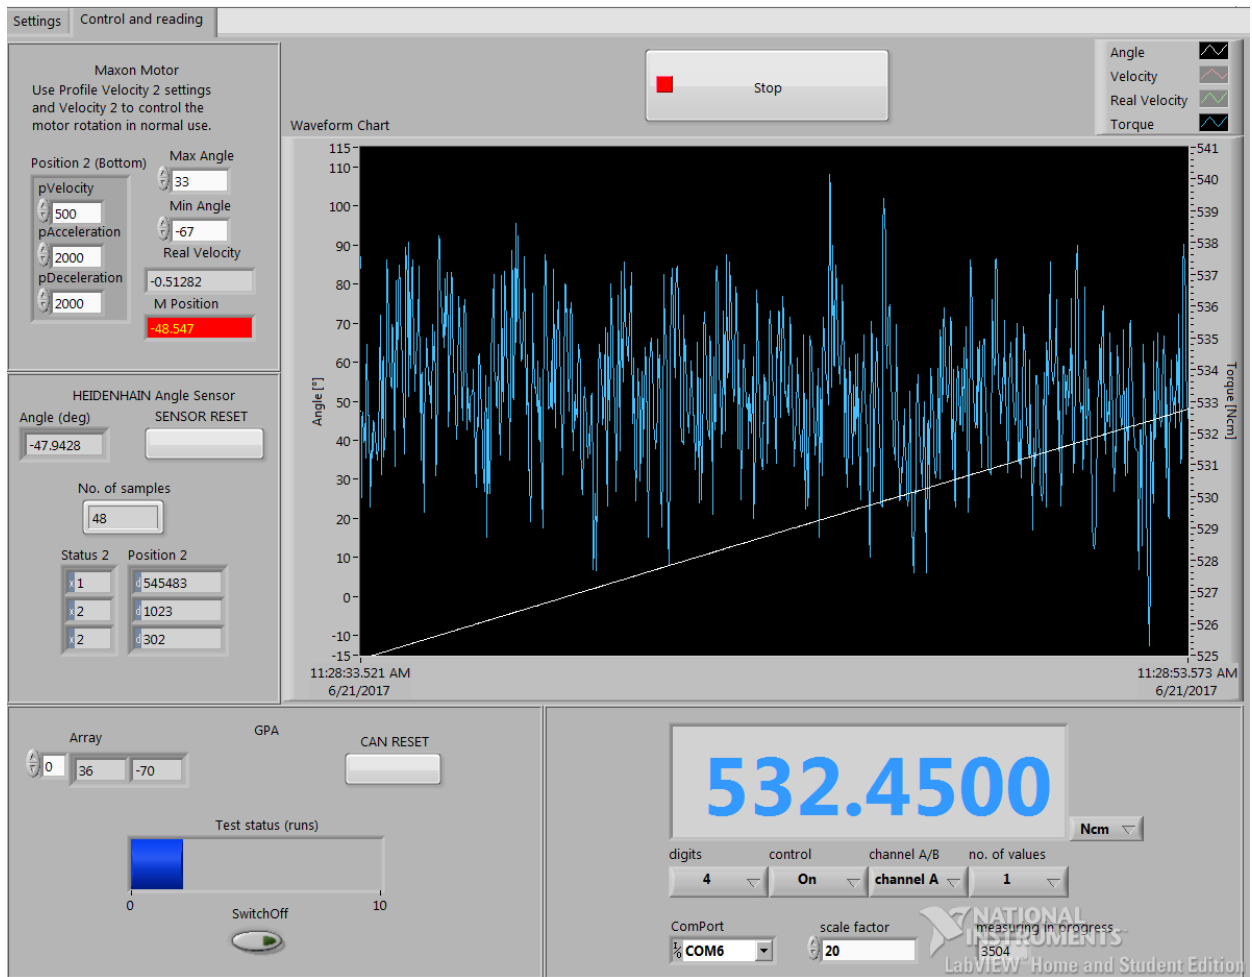 Settings
Control and reading
Maxon Motor
Use Profile Velocity 2 settings
and Velocity 2 to control the
motor rotation in normal use.
Position 2 (Bottom)
pVelocity
500
pAcceleration
2000
pDeceleration
2000
Max Angle
33
Min Angle
-67
Real Velocity
-0.51282
M Position
-48.547
HEIDENHAIN Angle Sensor
Angle (deg)
-47.9428
SENSOR RESET
No. of samples
48
Status 2 Position 2
x 1 d 545483
x 2 d 1023
x 2 d 302
Stop
Angle
Velocity
Real Velocity
Torque
Waveform Chart
115
110
100
90
80
70
60
50
40
30
20
10
0
-10
-15
Angle [°]
541
540
539
538
537
536
535
534
533
532
531
530
529
528
527
526
525
Torque [Ncm]
11:28:33.521 AM
6/21/2017
11:28:53.573 AM
6/21/2017
GPA
Array
0 36 -70
CAN RESET
Test status (runs)
0 10
SwitchOff
532.4500
Ncm
digits control channel A/B no. of values
4 On channel A 1
ComPort scale factor measuring in progress
COM6 20 3504
NATIONAL
INSTRUMENTS™
LabVIEW™ Home and Student Edition